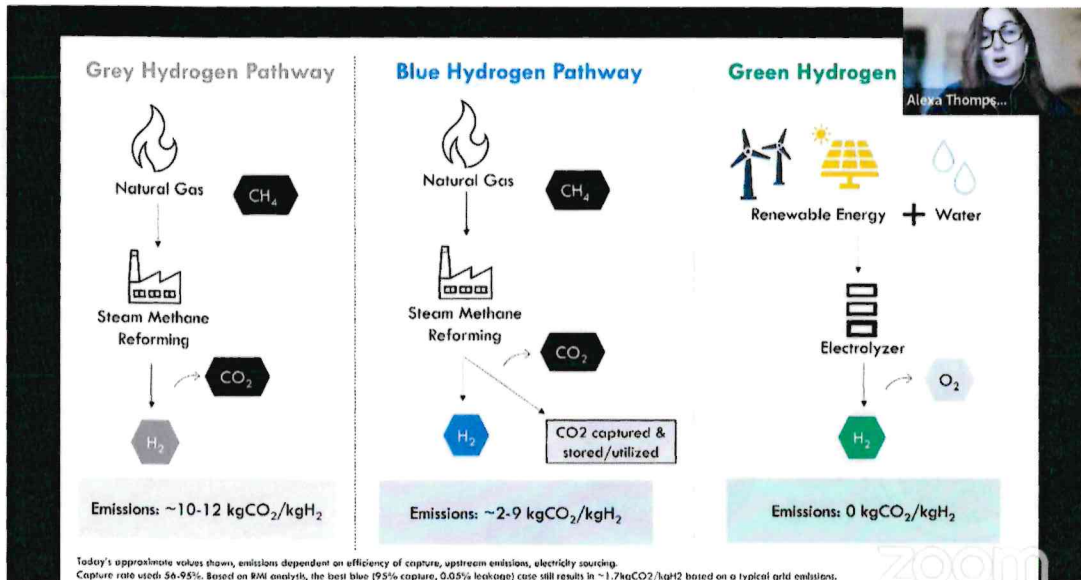 Grey Hydrogen Pathway
Natural Gas
CH₄
Steam Methane
Reforming
CO₂
H₂
Emissions: ~10-12 kgCO₂/kgH₂
Blue Hydrogen Pathway
Natural Gas
CH₄
Steam Methane
Reforming
CO₂
H₂
CO2 captured &
stored/utilized
Emissions: ~2-9 kgCO₂/kgH₂
Green Hydrogen
Alexa Thomps...
Renewable Energy + Water
Electrolyzer
O₂
H₂
Emissions: 0 kgCO₂/kgH₂
Today's approximate values shown, emissions dependent on efficiency of capture, upstream emissions, electricity sourcing.
Capture rate used: 56-95%. Based on RMI analysis, the best blue (95% capture, 0.05% leakage) case still results in ~1.7kgCO2/kgH2 based on a typical grid emissions.
zoom